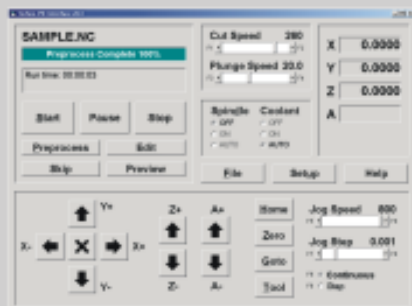 SAMPLE.NC
Preprocess Complete 100%
Run time: 00:00:03
Start Pause Stop
Preprocess Edit
Skip Preview
Cut Speed 200
Plunge Speed 20.0
Spindle Coolant
OFF OFF
ON ON
AUTO AUTO
X 0.0000
Y 0.0000
Z 0.0000
A
File Setup Help
Y+
X- X+
Y-
Z+ A+
Z- A-
Home
Zero
Goto
Tool
Jog Speed 800
Jog Step 0.001
Continuous
Step